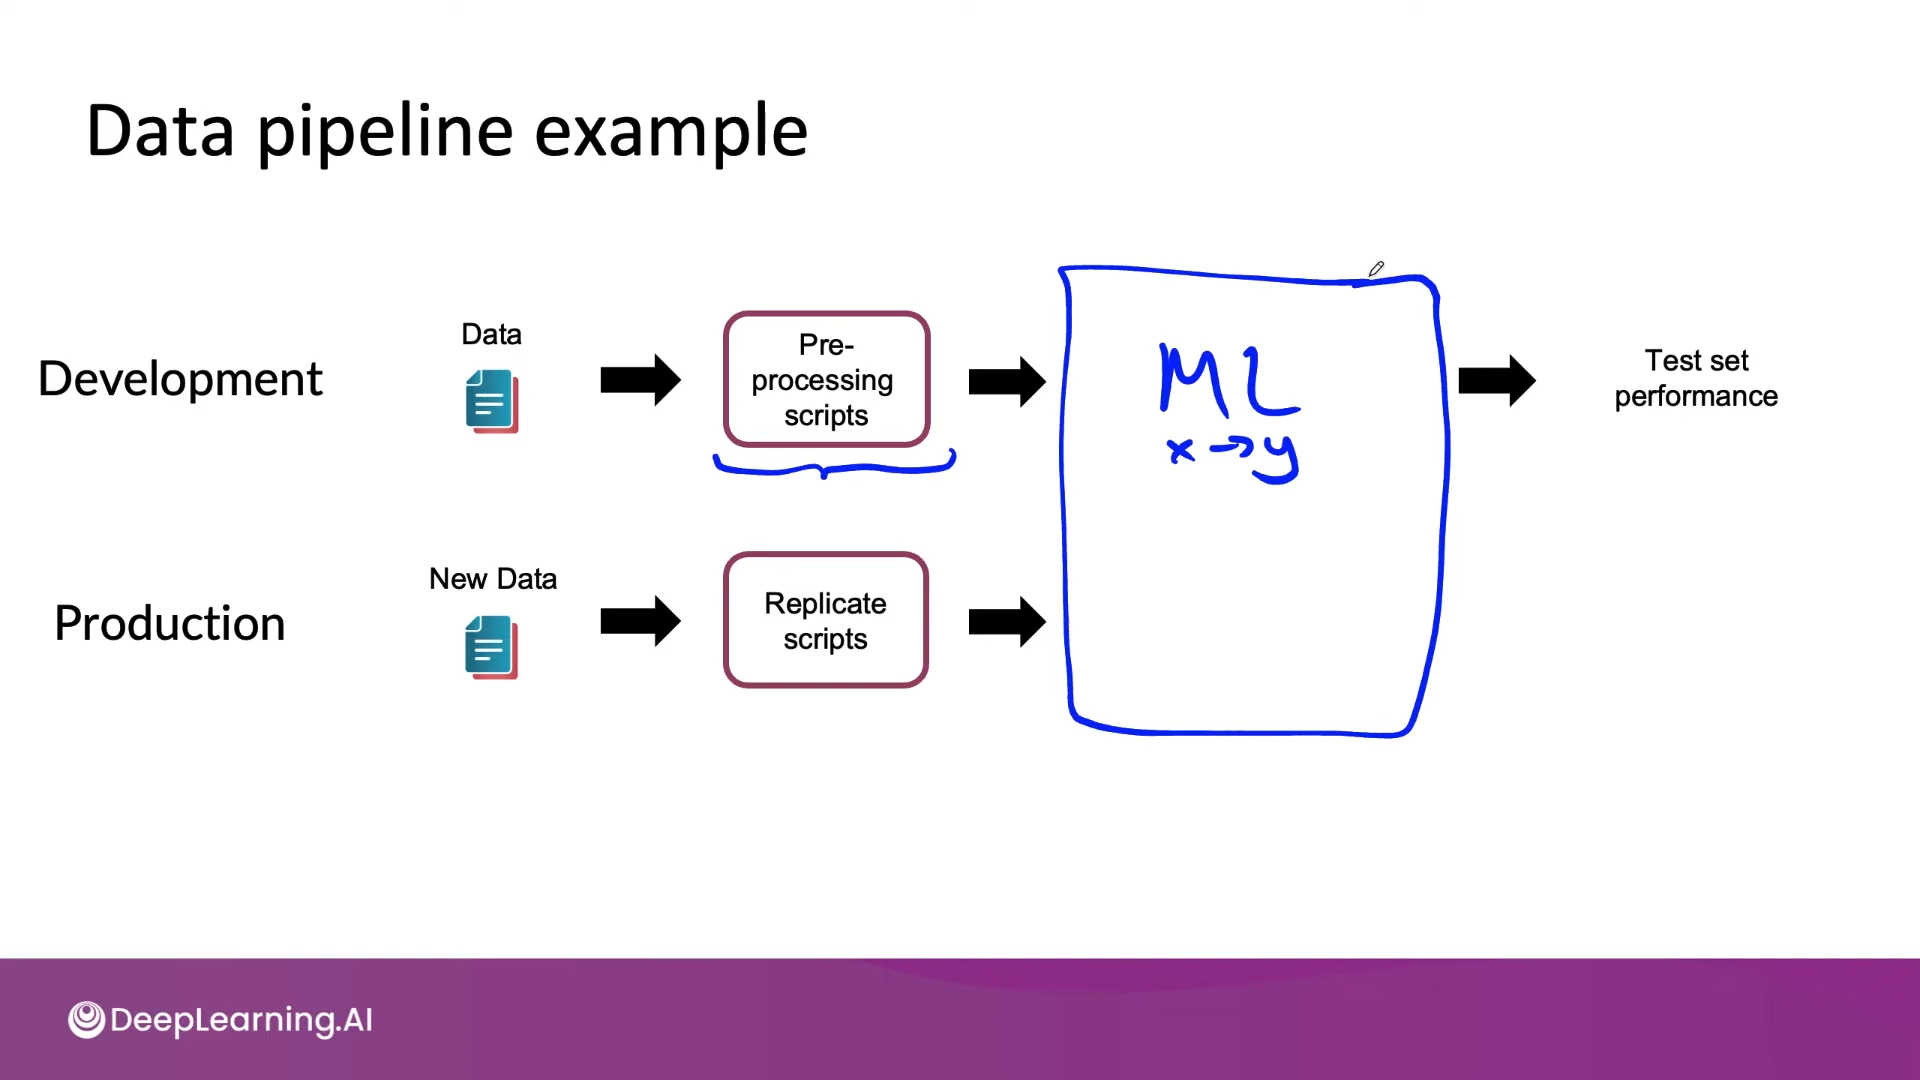 Data pipeline example
Development
Data
Pre-
processing
scripts
ML
x → y
Test set
performance
Production
New Data
Replicate
scripts
DeepLearning.AI